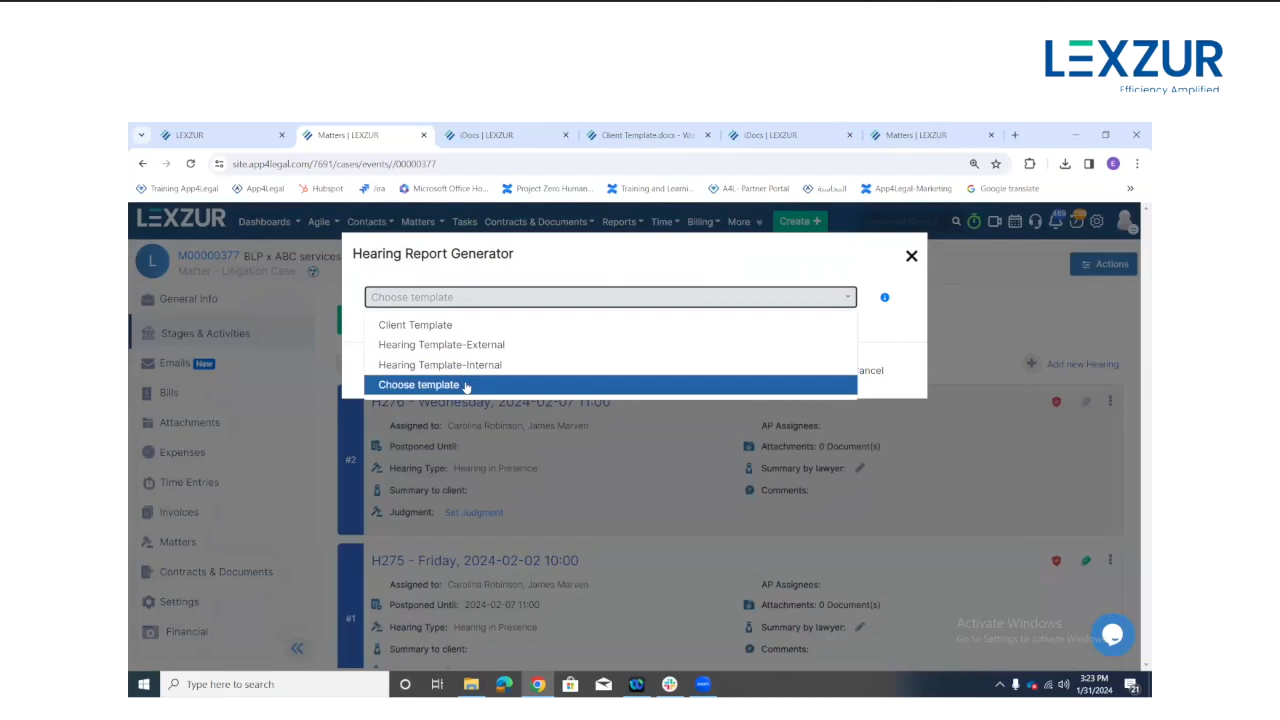 LEXZUR
Efficiency Amplified
LEXZUR
Matters | LEXZUR
iDocs | LEXZUR
Client Template.docx - Wo
iDocs | LEXZUR
Matters | LEXZUR
site.app4legal.com/7691/cases/events//00000377
Training App4Legal
App4Legal
Hubspot
Jira
Microsoft Office Ho...
Project Zero Human...
Training and Learni...
A4L- Partner Portal
المحاسبة
App4Legal-Marketing
Google translate
LEXZUR
Dashboards
Agile
Contacts
Matters
Tasks
Contracts & Documents
Reports
Time
Billing
More
Create +
Hearing Report Generator
L
M00000377 BLP x ABC services
Matter - Litigation Case
Actions
General Info
Stages & Activities
Emails New
Bills
Attachments
Expenses
Time Entries
Invoices
Matters
Contracts & Documents
Settings
Financial
Choose template
Client Template
Hearing Template-External
Hearing Template-Internal
Choose template
ancel
Add new Hearing
#2
H276 - Wednesday, 2024-02-07 11:00
Assigned to: Carolina Robinson, James Marven
AP Assignees:
Postponed Until:
Attachments: 0 Document(s)
Hearing Type: Hearing in Presence
Summary by lawyer:
Summary to client:
Comments:
Judgment: Set Judgment
#1
H275 - Friday, 2024-02-02 10:00
Assigned to: Carolina Robinson, James Marven
AP Assignees:
Postponed Until: 2024-02-07 11:00
Attachments: 0 Document(s)
Hearing Type: Hearing in Presence
Summary by lawyer:
Summary to client:
Comments:
Activate Windows
Go to Settings to activate Windows
Type here to search
3:23 PM
1/31/2024
21